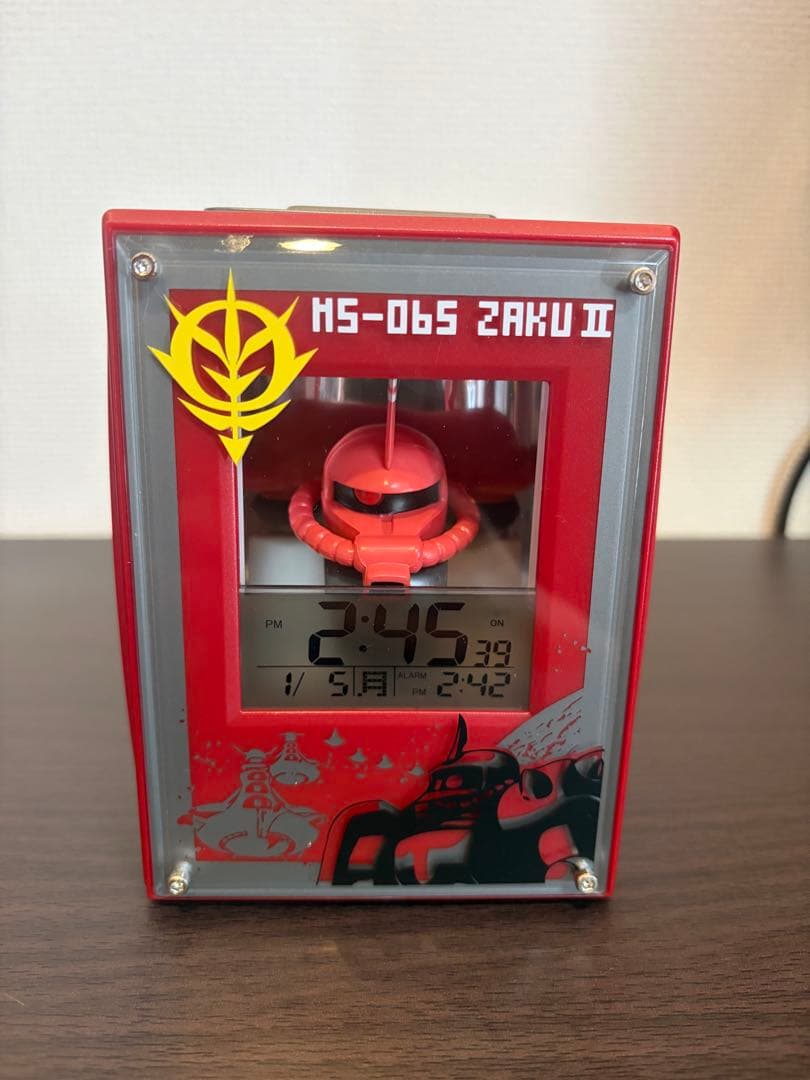 MS-06S ZAKU II
PM 2:45 39 ON
1/ 5 月 ALARM PM 2:42